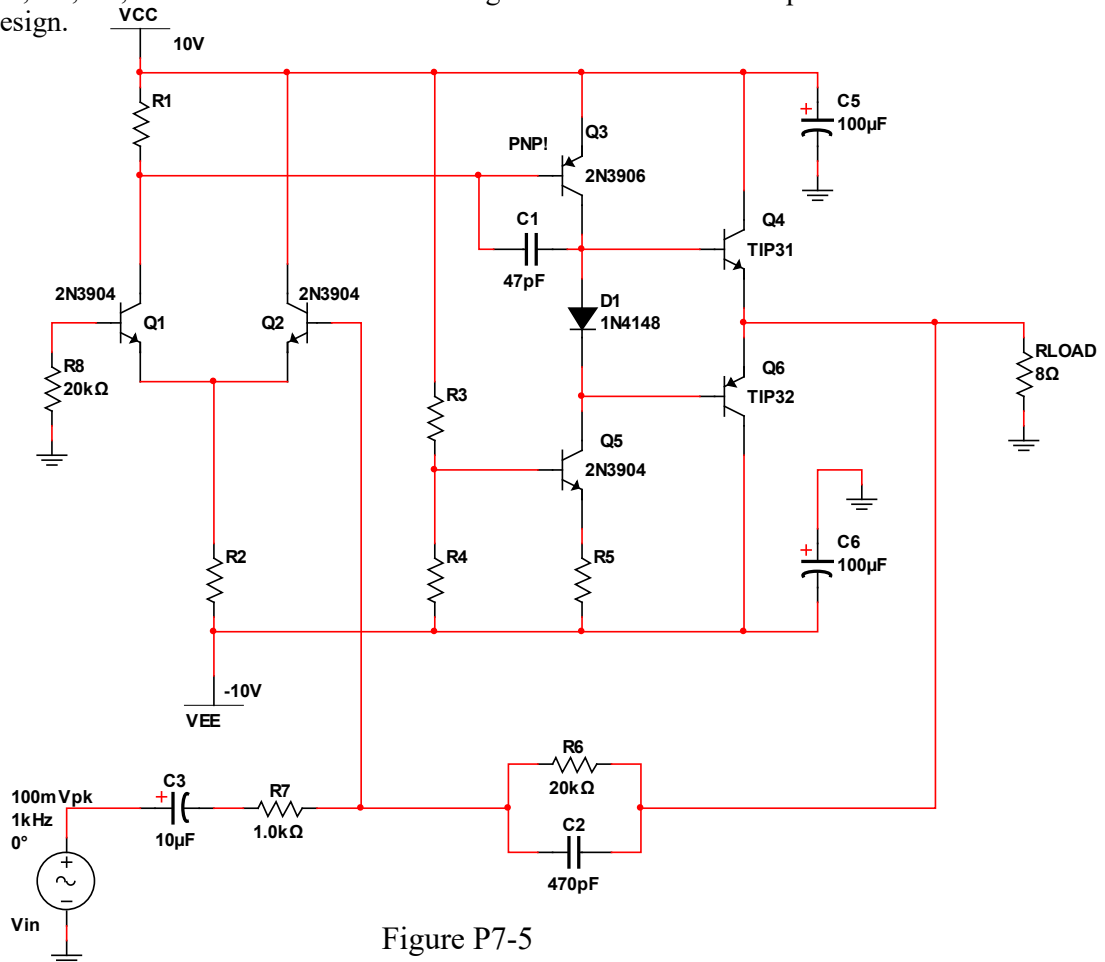 esign.
VCC
10V
R1
C5
100µF
Q3
PNP!
2N3906
C1
47pF
Q4
TIP31
2N3904
Q1
2N3904
Q2
D1
1N4148
R8
20kΩ
RLOAD
8Ω
Q6
TIP32
R3
Q5
2N3904
R2
R4
R5
C6
100µF
-10V
VEE
R6
20kΩ
C3
10µF
R7
1.0kΩ
100mVpk
1kHz
0°
C2
470pF
Vin
Figure P7-5